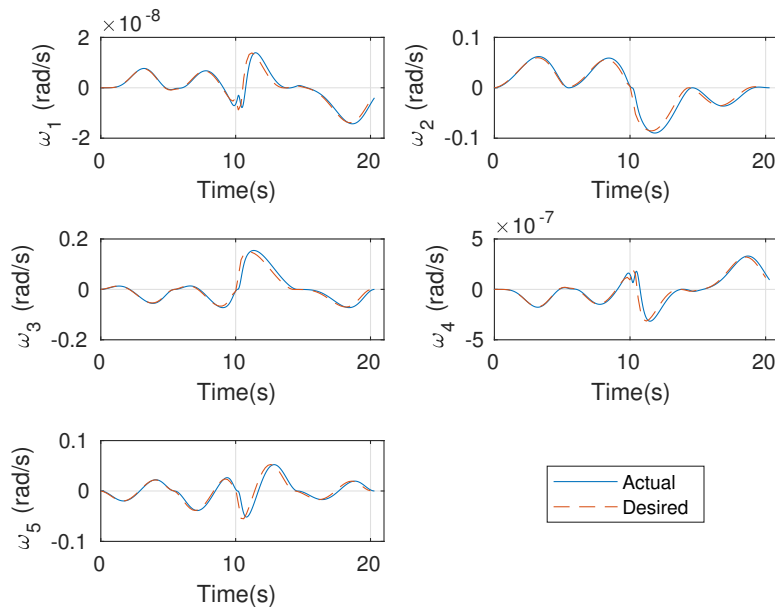 × 10⁻⁸
2
0
-2
ω₁ (rad/s)
0 10 20
Time(s)
0.1
0
-0.1
ω₂ (rad/s)
0 10 20
Time(s)
0.2
0
-0.2
ω₃ (rad/s)
0 10 20
Time(s)
× 10⁻⁷
5
0
-5
ω₄ (rad/s)
0 10 20
Time(s)
0.1
0
-0.1
ω₅ (rad/s)
0 10 20
Time(s)
Actual
Desired